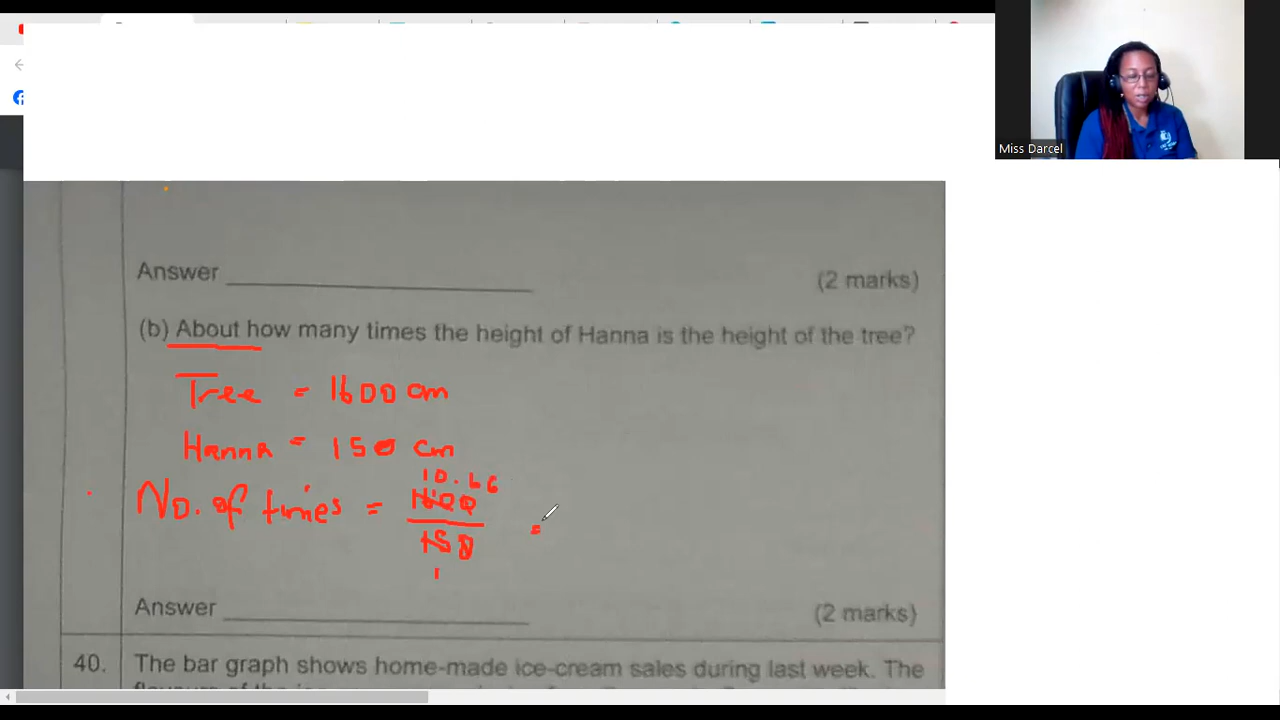 Miss Darcel
Answer
(2 marks)
(b) About how many times the height of Hanna is the height of the tree?
Tree = 1600 cm
Hanna = 150 cm
10.66
No. of times = 1600 =
150
1
Answer
(2 marks)
40. The bar graph shows home-made ice-cream sales during last week. The